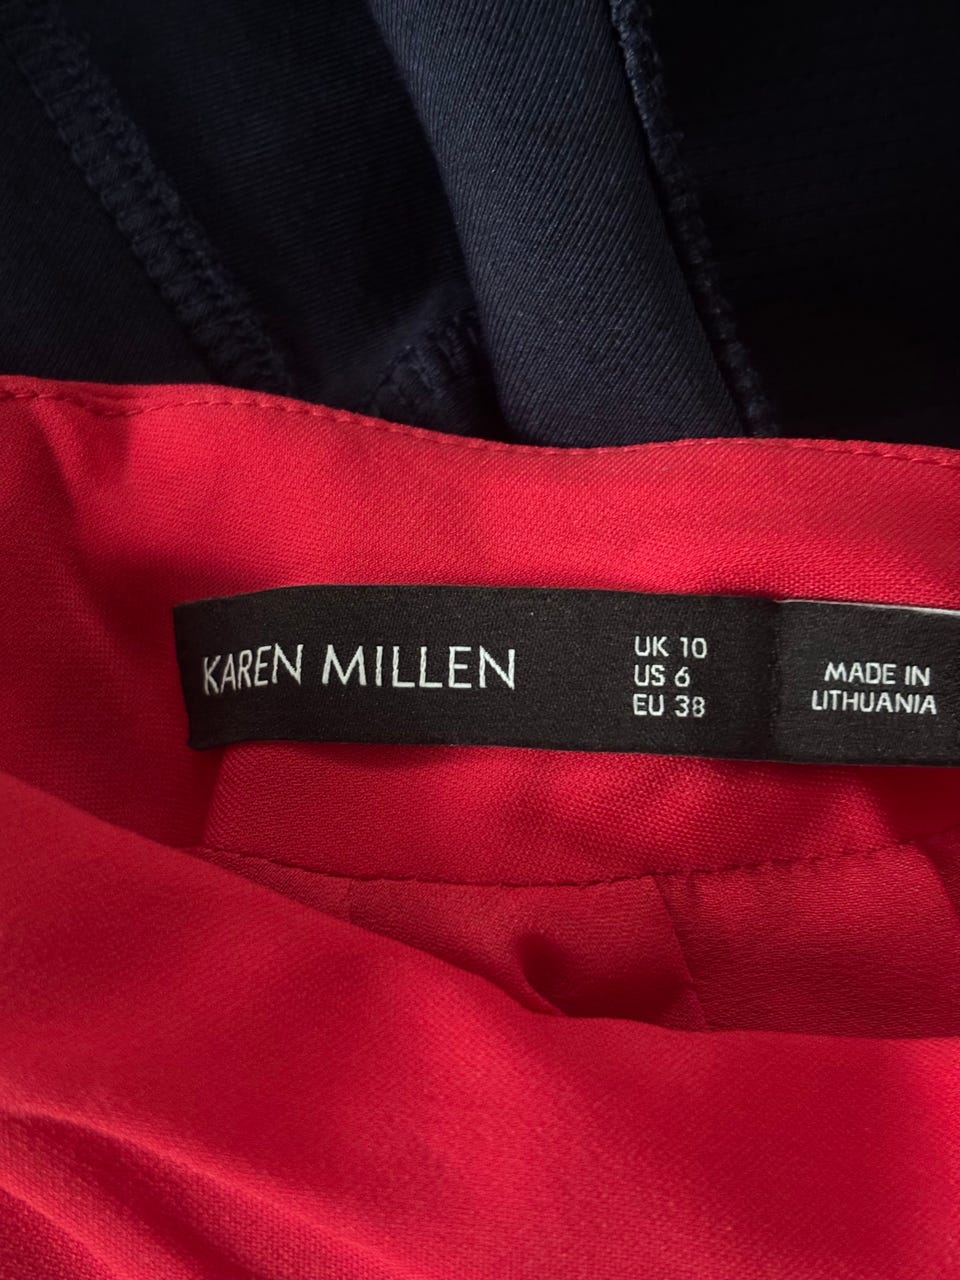 KAREN MILLEN
UK 10
US 6
EU 38
MADE IN
LITHUANIA